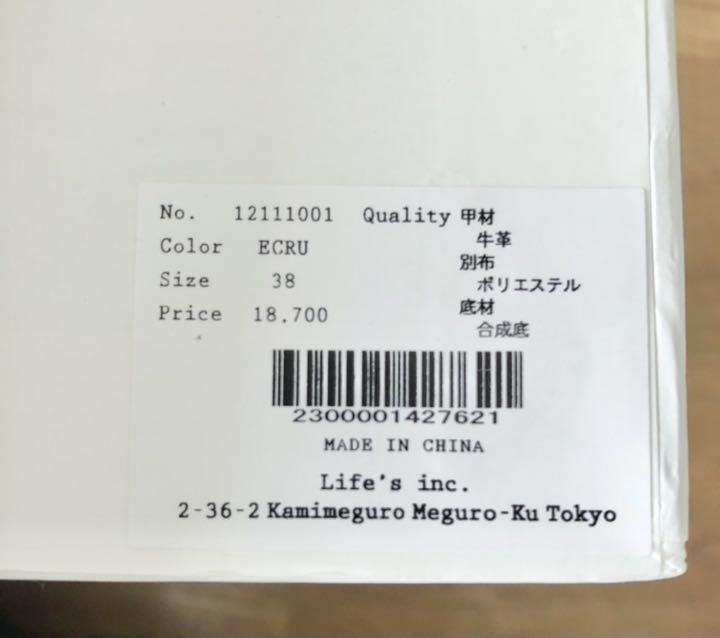 No. 12111001 Quality 甲材
牛革
Color ECRU
別布
Size 38
ポリエステル
Price 18.700
底材
合成底
2300001427621
MADE IN CHINA
Life's inc.
2-36-2 Kamimeguro Meguro-Ku Tokyo